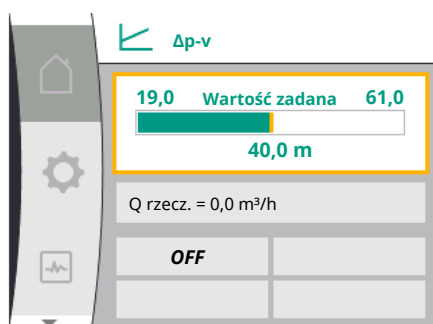 Δp-v
19,0 Wartość zadana 61,0
40,0 m
Q rzecz. = 0,0 m³/h
OFF